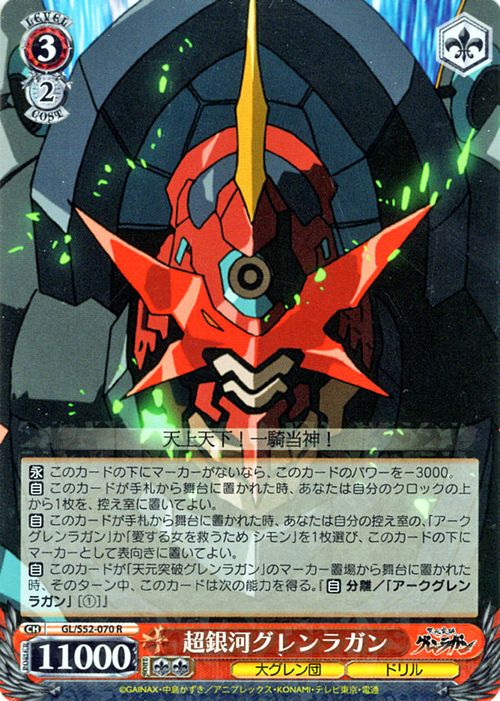 LEVEL
3
2
COST
天上天下！一騎当神！
永 このカードの下にマーカーがないなら、このカードのパワーを－3000。
自 このカードが手札から舞台に置かれた時、あなたは自分のクロックの上
から1枚を、控え室に置いてよい。
自 このカードが手札から舞台に置かれた時、あなたは自分の控え室の、「アーク
グレンラガン」か「愛する女を救うため シモン」を1枚選び、このカードの下に
マーカーとして表向きに置いてよい。
自 このカードが「天元突破グレンラガン」のマーカー置場から舞台に置かれた
時、そのターン中、このカードは次の能力を得る。『自 分離／「アークグレン
ラガン」［①］』
CH GL/S52-070 R
POWER 11000 SOUL
超銀河グレンラガン
天元突破 グレンラガン
大グレン団 ドリル
©GAINAX・中島かずき／アニプレックス・KONAMI・テレビ東京・電通